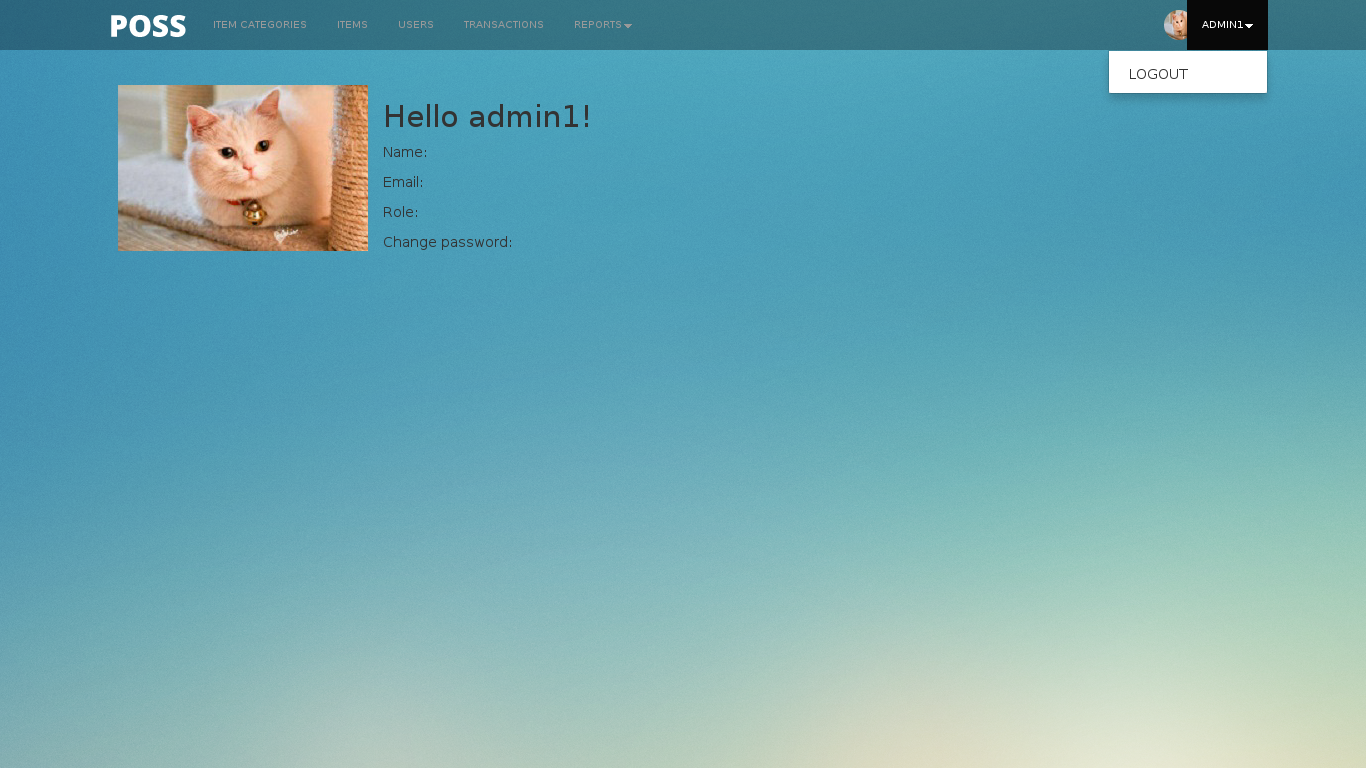 POSS ITEM CATEGORIES ITEMS USERS TRANSACTIONS REPORTS ADMIN1
LOGOUT
Hello admin1!
Name:
Email:
Role:
Change password: